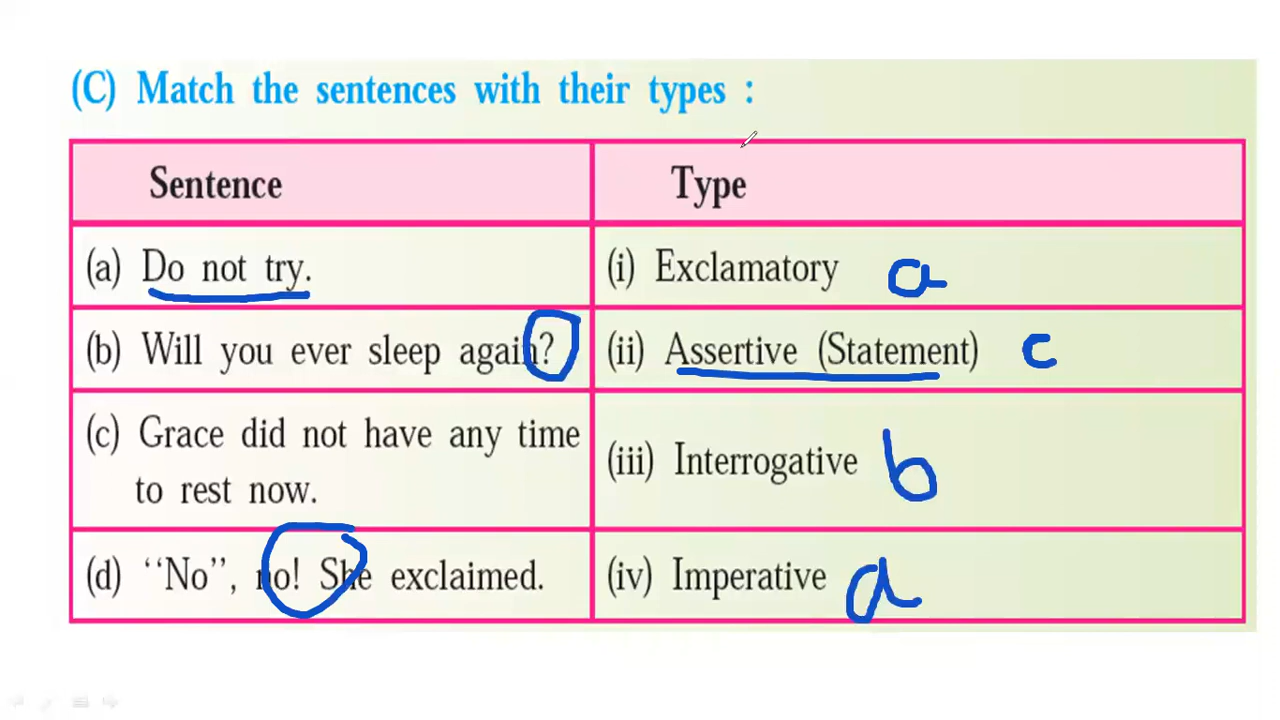 (C) Match the sentences with their types :
Sentence Type
(a) Do not try. (i) Exclamatory a
(b) Will you ever sleep again? (ii) Assertive (Statement) c
(c) Grace did not have any time
to rest now. (iii) Interrogative b
(d) ‘‘No’’, no! She exclaimed. (iv) Imperative d